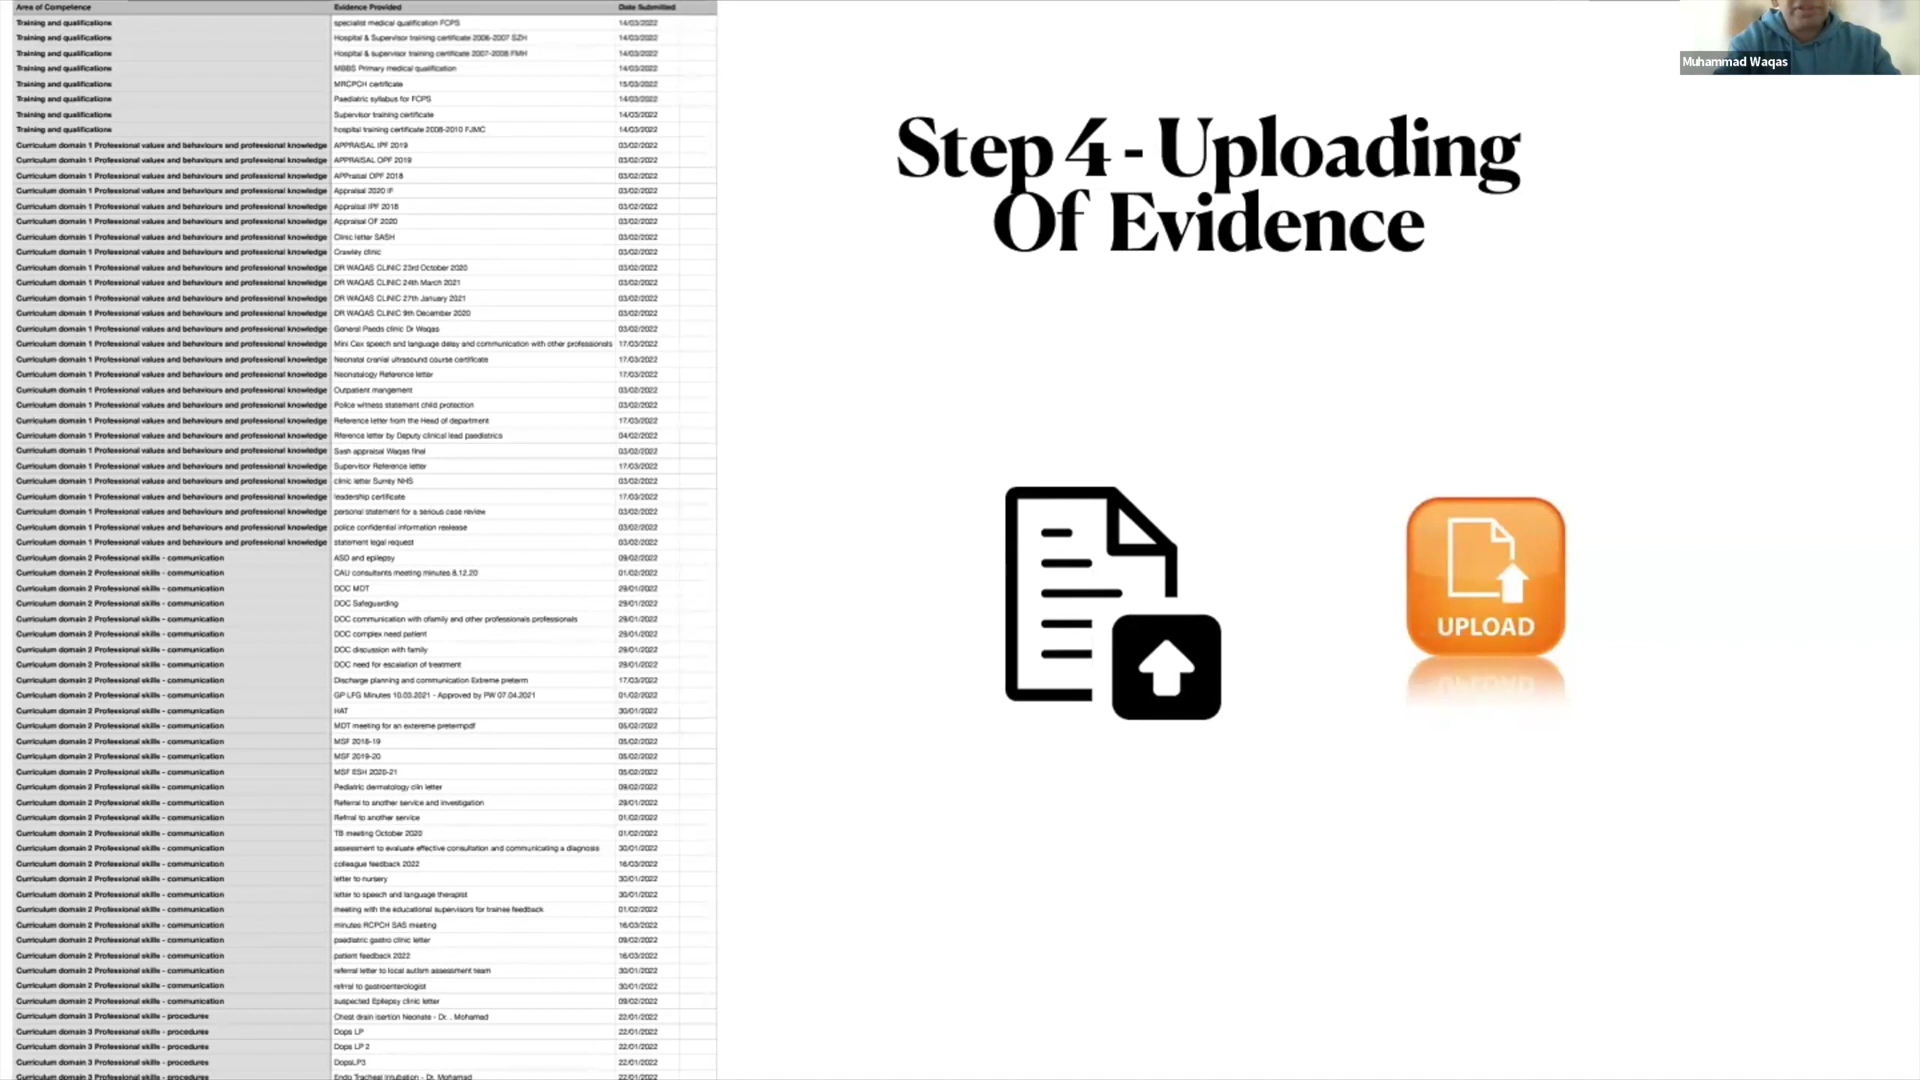 Area of Competence Evidence Provided Date Submitted
Training and qualifications specialist medical qualification FCPS 14/03/2022
Training and qualifications Hospital & Supervisor training certificate 2006-2007 SZH 14/03/2022
Training and qualifications Hospital & supervisor training certificate 2007-2008 FMH 14/03/2022
Training and qualifications MBBS Primary medical qualification 14/03/2022
Training and qualifications MRCPCH certificate 15/03/2022
Training and qualifications Paediatric syllabus for FCPS 14/03/2022
Training and qualifications Supervisor training certificate 14/03/2022
Training and qualifications hospital training certificate 2008-2010 FJMC 14/03/2022
Curriculum domain 1 Professional values and behaviours and professional knowledge APPRAISAL IPF 2019 03/02/2022
Curriculum domain 1 Professional values and behaviours and professional knowledge APPRAISAL OPF 2019 03/02/2022
Curriculum domain 1 Professional values and behaviours and professional knowledge APPraisal OPF 2018 03/02/2022
Curriculum domain 1 Professional values and behaviours and professional knowledge Appraisal 2020 IF 03/02/2022
Curriculum domain 1 Professional values and behaviours and professional knowledge Appraisal IPF 2018 03/02/2022
Curriculum domain 1 Professional values and behaviours and professional knowledge Appraisal OF 2020 03/02/2022
Curriculum domain 1 Professional values and behaviours and professional knowledge Clinic letter SASH 03/02/2022
Curriculum domain 1 Professional values and behaviours and professional knowledge Crawley clinic 03/02/2022
Curriculum domain 1 Professional values and behaviours and professional knowledge DR WAQAS CLINIC 23rd October 2020 03/02/2022
Curriculum domain 1 Professional values and behaviours and professional knowledge DR WAQAS CLINIC 24th March 2021 03/02/2022
Curriculum domain 1 Professional values and behaviours and professional knowledge DR WAQAS CLINIC 27th January 2021 03/02/2022
Curriculum domain 1 Professional values and behaviours and professional knowledge DR WAQAS CLINIC 9th December 2020 03/02/2022
Curriculum domain 1 Professional values and behaviours and professional knowledge General Paeds clinic Dr Waqas 03/02/2022
Curriculum domain 1 Professional values and behaviours and professional knowledge Mini Cex speech and language delay and communication with other professionals 17/03/2022
Curriculum domain 1 Professional values and behaviours and professional knowledge Neonatal cranial ultrasound course certificate 17/03/2022
Curriculum domain 1 Professional values and behaviours and professional knowledge Neonatology Reference letter 17/03/2022
Curriculum domain 1 Professional values and behaviours and professional knowledge Outpatient mangement 03/02/2022
Curriculum domain 1 Professional values and behaviours and professional knowledge Police witness statement child protection 03/02/2022
Curriculum domain 1 Professional values and behaviours and professional knowledge Reference letter from the Head of department 17/03/2022
Curriculum domain 1 Professional values and behaviours and professional knowledge Rference letter by Deputy clinical lead paediatrics 04/02/2022
Curriculum domain 1 Professional values and behaviours and professional knowledge Sash appraisal Waqas final 03/02/2022
Curriculum domain 1 Professional values and behaviours and professional knowledge Supervisor Reference letter 17/03/2022
Curriculum domain 1 Professional values and behaviours and professional knowledge clinic letter Surrey NHS 03/02/2022
Curriculum domain 1 Professional values and behaviours and professional knowledge leadership certificate 17/03/2022
Curriculum domain 1 Professional values and behaviours and professional knowledge personal statement for a serious case review 03/02/2022
Curriculum domain 1 Professional values and behaviours and professional knowledge police confidential information realease 03/02/2022
Curriculum domain 1 Professional values and behaviours and professional knowledge statement legal request 03/02/2022
Curriculum domain 2 Professional skills - communication ASD and epilepsy 09/02/2022
Curriculum domain 2 Professional skills - communication CAU consultants meeting minutes 8.12.20 01/02/2022
Curriculum domain 2 Professional skills - communication DOC MDT 29/01/2022
Curriculum domain 2 Professional skills - communication DOC Safeguarding 29/01/2022
Curriculum domain 2 Professional skills - communication DOC communication with ofamily and other professionals professionals 29/01/2022
Curriculum domain 2 Professional skills - communication DOC complex need patient 29/01/2022
Curriculum domain 2 Professional skills - communication DOC discussion with family 29/01/2022
Curriculum domain 2 Professional skills - communication DOC need for escalation of treatment 29/01/2022
Curriculum domain 2 Professional skills - communication Discharge planning and communication Extreme preterm 17/03/2022
Curriculum domain 2 Professional skills - communication GP LFG Minutes 10.03.2021 - Approved by PW 07.04.2021 01/02/2022
Curriculum domain 2 Professional skills - communication HAT 30/01/2022
Curriculum domain 2 Professional skills - communication MDT meeting for an extereme pretermpdf 05/02/2022
Curriculum domain 2 Professional skills - communication MSF 2018-19 05/02/2022
Curriculum domain 2 Professional skills - communication MSF 2019-20 05/02/2022
Curriculum domain 2 Professional skills - communication MSF ESH 2020-21 05/02/2022
Curriculum domain 2 Professional skills - communication Pediatric dermatology clin letter 09/02/2022
Curriculum domain 2 Professional skills - communication Referral to another service and investigation 29/01/2022
Curriculum domain 2 Professional skills - communication Refrral to another service 01/02/2022
Curriculum domain 2 Professional skills - communication TB meeting October 2020 01/02/2022
Curriculum domain 2 Professional skills - communication assessment to evaluate effective consultation and communicating a diagnosis 30/01/2022
Curriculum domain 2 Professional skills - communication colleague feedback 2022 16/03/2022
Curriculum domain 2 Professional skills - communication letter to nursery 30/01/2022
Curriculum domain 2 Professional skills - communication letter to speech and language therapist 30/01/2022
Curriculum domain 2 Professional skills - communication meeting with the educational supervisors for trainee feedback 01/02/2022
Curriculum domain 2 Professional skills - communication minutes RCPCH SAS meeting 16/03/2022
Curriculum domain 2 Professional skills - communication paediatric gastro clinic letter 09/02/2022
Curriculum domain 2 Professional skills - communication patient feedback 2022 16/03/2022
Curriculum domain 2 Professional skills - communication referral letter to local autism assessment team 30/01/2022
Curriculum domain 2 Professional skills - communication refrral to gastroenterologist 30/01/2022
Curriculum domain 2 Professional skills - communication suspected Epilepsy clinic letter 09/02/2022
Curriculum domain 3 Professional skills - procedures Chest drain isertion Neonate - Dr. . Mohamad 22/01/2022
Curriculum domain 3 Professional skills - procedures Dops LP 22/01/2022
Curriculum domain 3 Professional skills - procedures Dops LP 2 22/01/2022
Curriculum domain 3 Professional skills - procedures DopsLP3 22/01/2022
Curriculum domain 3 Professional skills - procedures Endo Tracheal Intubation - Dr. Mohamad 22/01/2022
Muhammad Waqas
Step 4 - Uploading
Of Evidence
UPLOAD